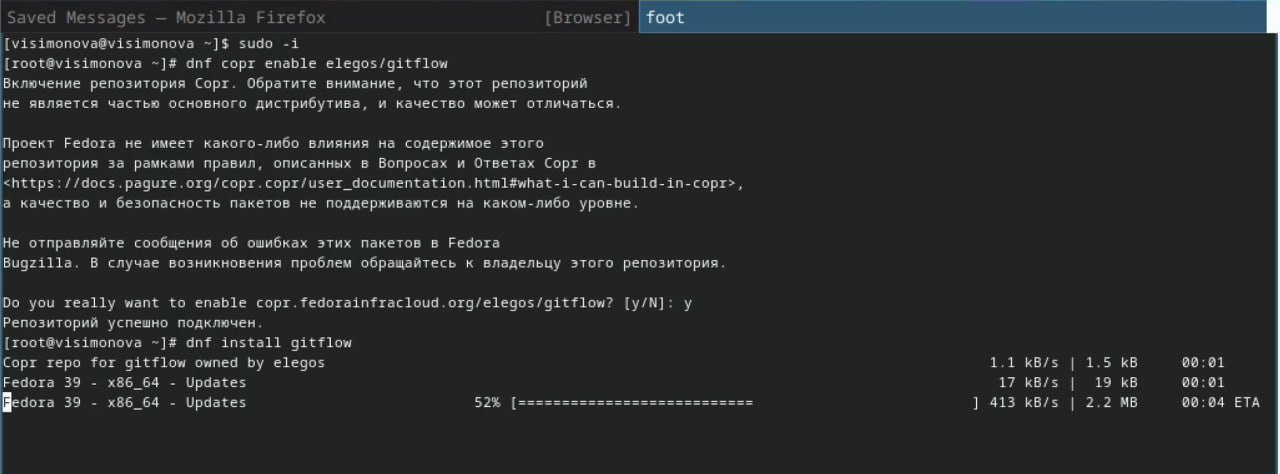 Saved Messages — Mozilla Firefox [Browser] foot
[visimonova@visimonova ~]$ sudo -i
[root@visimonova ~]# dnf copr enable elegos/gitflow
Включение репозитория Copr. Обратите внимание, что этот репозиторий
не является частью основного дистрибутива, и качество может отличаться.
Проект Fedora не имеет какого-либо влияния на содержимое этого
репозитория за рамками правил, описанных в Вопросах и Ответах Copr в
<https://docs.pagure.org/copr.copr/user_documentation.html#what-i-can-build-in-copr>,
а качество и безопасность пакетов не поддерживаются на каком-либо уровне.
Не отправляйте сообщения об ошибках этих пакетов в Fedora
Bugzilla. В случае возникновения проблем обращайтесь к владельцу этого репозитория.
Do you really want to enable copr.fedorainfracloud.org/elegos/gitflow? [y/N]: y
Репозиторий успешно подключен.
[root@visimonova ~]# dnf install gitflow
Copr repo for gitflow owned by elegos 1.1 kB/s | 1.5 kB 00:01
Fedora 39 - x86_64 - Updates 17 kB/s | 19 kB 00:01
Fedora 39 - x86_64 - Updates 52% [=========================== ] 413 kB/s | 2.2 MB 00:04 ETA